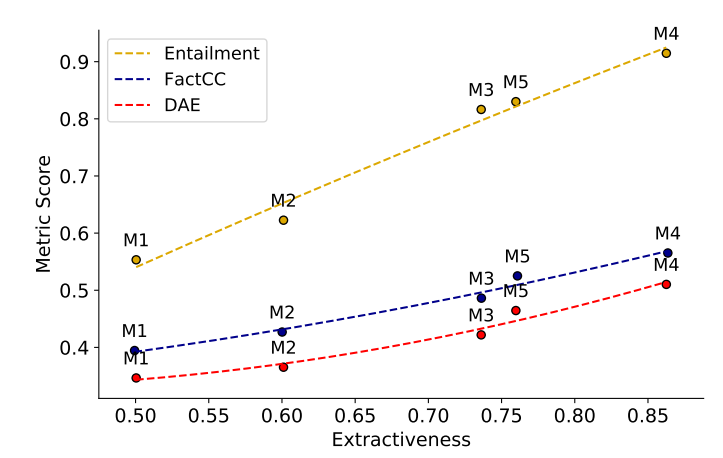 M4
0.9
Entailment
FactCC
DAE
M3
M5
0.8
0.7
M2
Metric Score
0.6
M1
M5
M4
M4
0.5
M3
M5
M2
M3
M1
0.4
M2
M1
0.50
0.55
0.60
0.65
0.70
0.75
0.80
0.85
Extractiveness